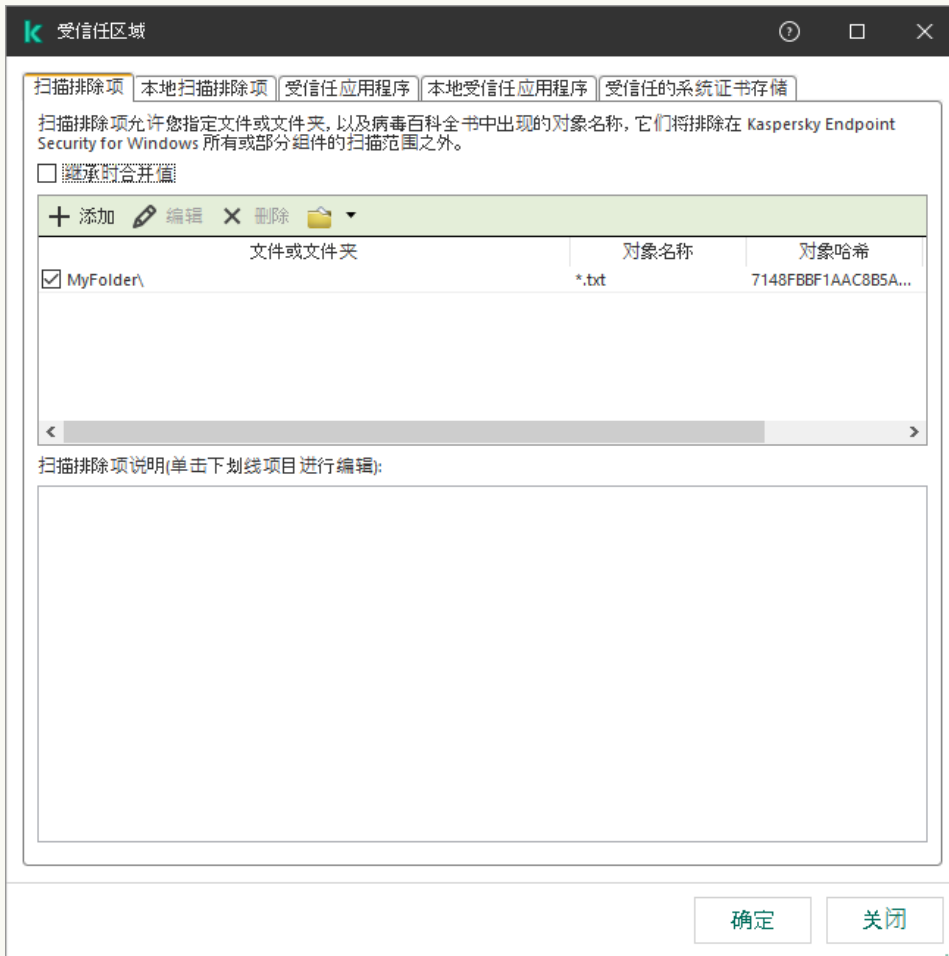 受信任区域
扫描排除项 本地扫描排除项 受信任应用程序 本地受信任应用程序 受信任的系统证书存储
扫描排除项允许您指定文件或文件夹, 以及病毒百科全书中出现的对象名称, 它们将排除在 Kaspersky Endpoint
Security for Windows 所有或部分组件的扫描范围之外。
继承时合并值
添加 编辑 删除
文件或文件夹 对象名称 对象哈希
MyFolder\ *.txt 7148FBBF1AAC8B5A...
扫描排除项说明(单击下划线项目进行编辑):
确定 关闭